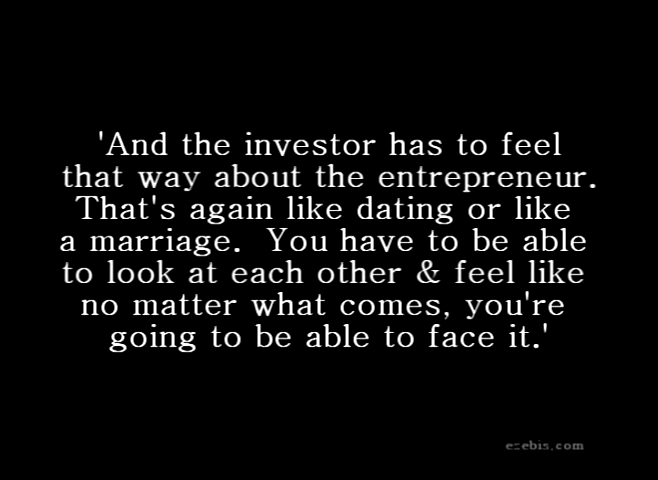 'And the investor has to feel
that way about the entrepreneur.
That's again like dating or like
a marriage.  You have to be able
to look at each other & feel like
no matter what comes, you're
going to be able to face it.'
ezebis.com